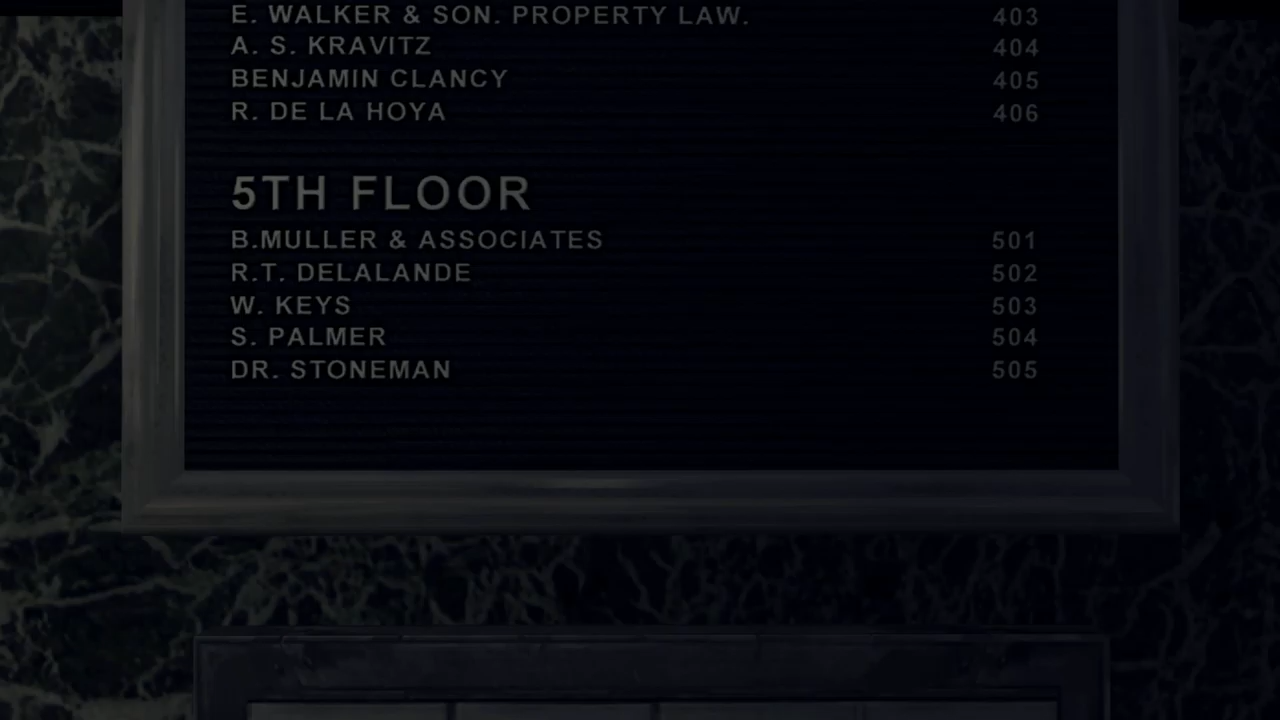 E. WALKER & SON. PROPERTY LAW. 403
A. S. KRAVITZ 404
BENJAMIN CLANCY 405
R. DE LA HOYA 406
5TH FLOOR
B.MULLER & ASSOCIATES 501
R.T. DELALANDE 502
W. KEYS 503
S. PALMER 504
DR. STONEMAN 505